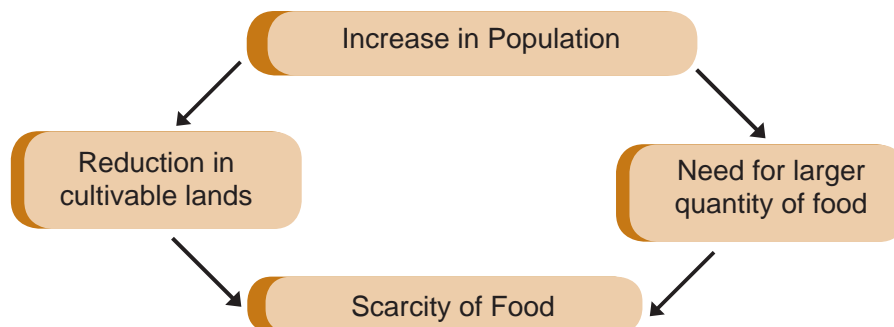 Increase in Population
Reduction in
cultivable lands
Need for larger
quantity of food
Scarcity of Food